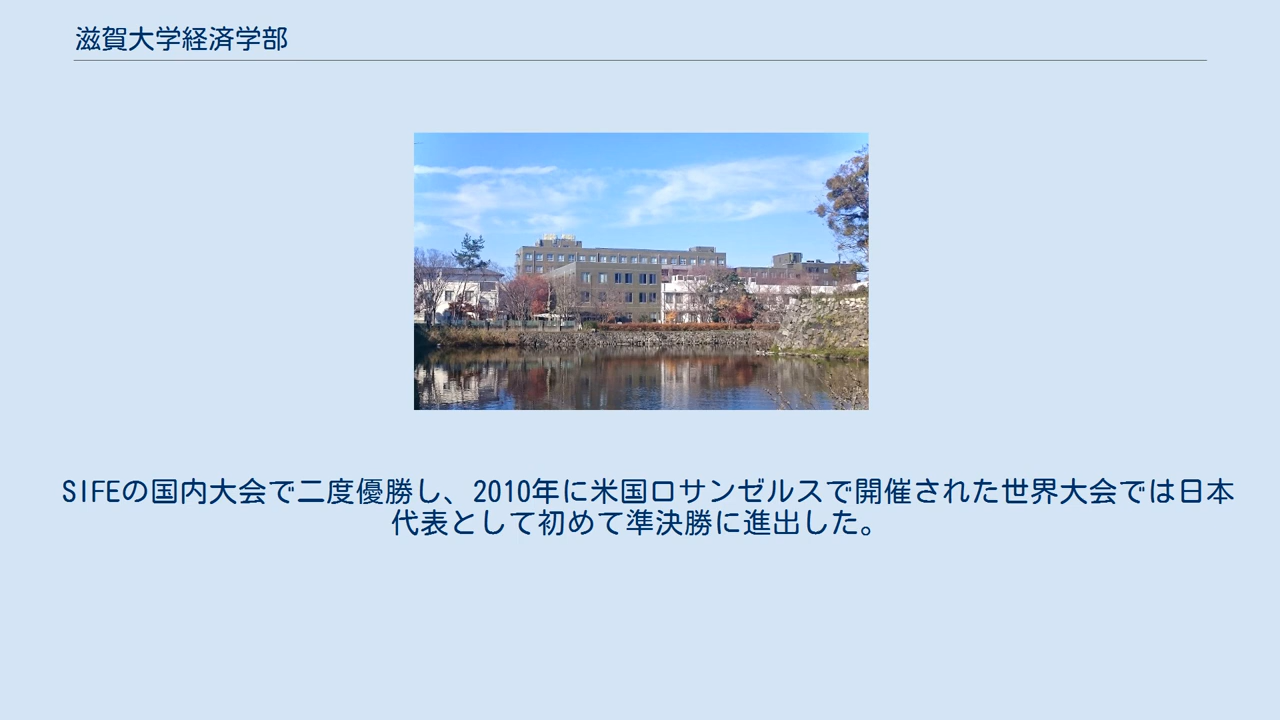 滋賀大学経済学部
SIFEの国内大会で二度優勝し、2010年に米国ロサンゼルスで開催された世界大会では日本
代表として初めて準決勝に進出した。